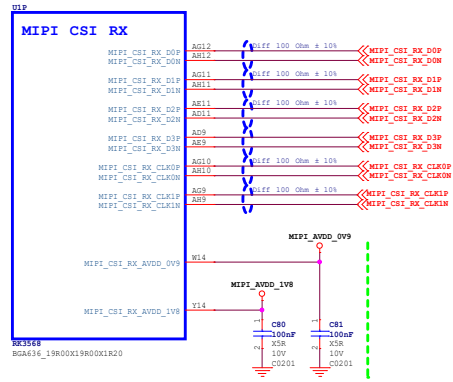 U1P
MIPI CSI RX
MIPI_CSI_RX_D0P AG12 Diff 100 Ohm ± 10% MIPI_CSI_RX_D0P
MIPI_CSI_RX_D0N AH12 MIPI_CSI_RX_D0N
MIPI_CSI_RX_D1P AG11 Diff 100 Ohm ± 10% MIPI_CSI_RX_D1P
MIPI_CSI_RX_D1N AH11 MIPI_CSI_RX_D1N
MIPI_CSI_RX_D2P AE11 Diff 100 Ohm ± 10% MIPI_CSI_RX_D2P
MIPI_CSI_RX_D2N AD11 MIPI_CSI_RX_D2N
MIPI_CSI_RX_D3P AD9 Diff 100 Ohm ± 10% MIPI_CSI_RX_D3P
MIPI_CSI_RX_D3N AE9 MIPI_CSI_RX_D3N
MIPI_CSI_RX_CLK0P AG10 Diff 100 Ohm ± 10% MIPI_CSI_RX_CLK0P
MIPI_CSI_RX_CLK0N AH10 MIPI_CSI_RX_CLK0N
MIPI_CSI_RX_CLK1P AG9 Diff 100 Ohm ± 10% MIPI_CSI_RX_CLK1P
MIPI_CSI_RX_CLK1N AH9 MIPI_CSI_RX_CLK1N
MIPI_AVDD_0V9
MIPI_CSI_RX_AVDD_0V9 W14
MIPI_AVDD_1V8
MIPI_CSI_RX_AVDD_1V8 Y14
1 C80 1 C81
100nF 100nF
2 X5R 2 X5R
10V 10V
C0201 C0201
RK3568
BGA636_19R00X19R00X1R20